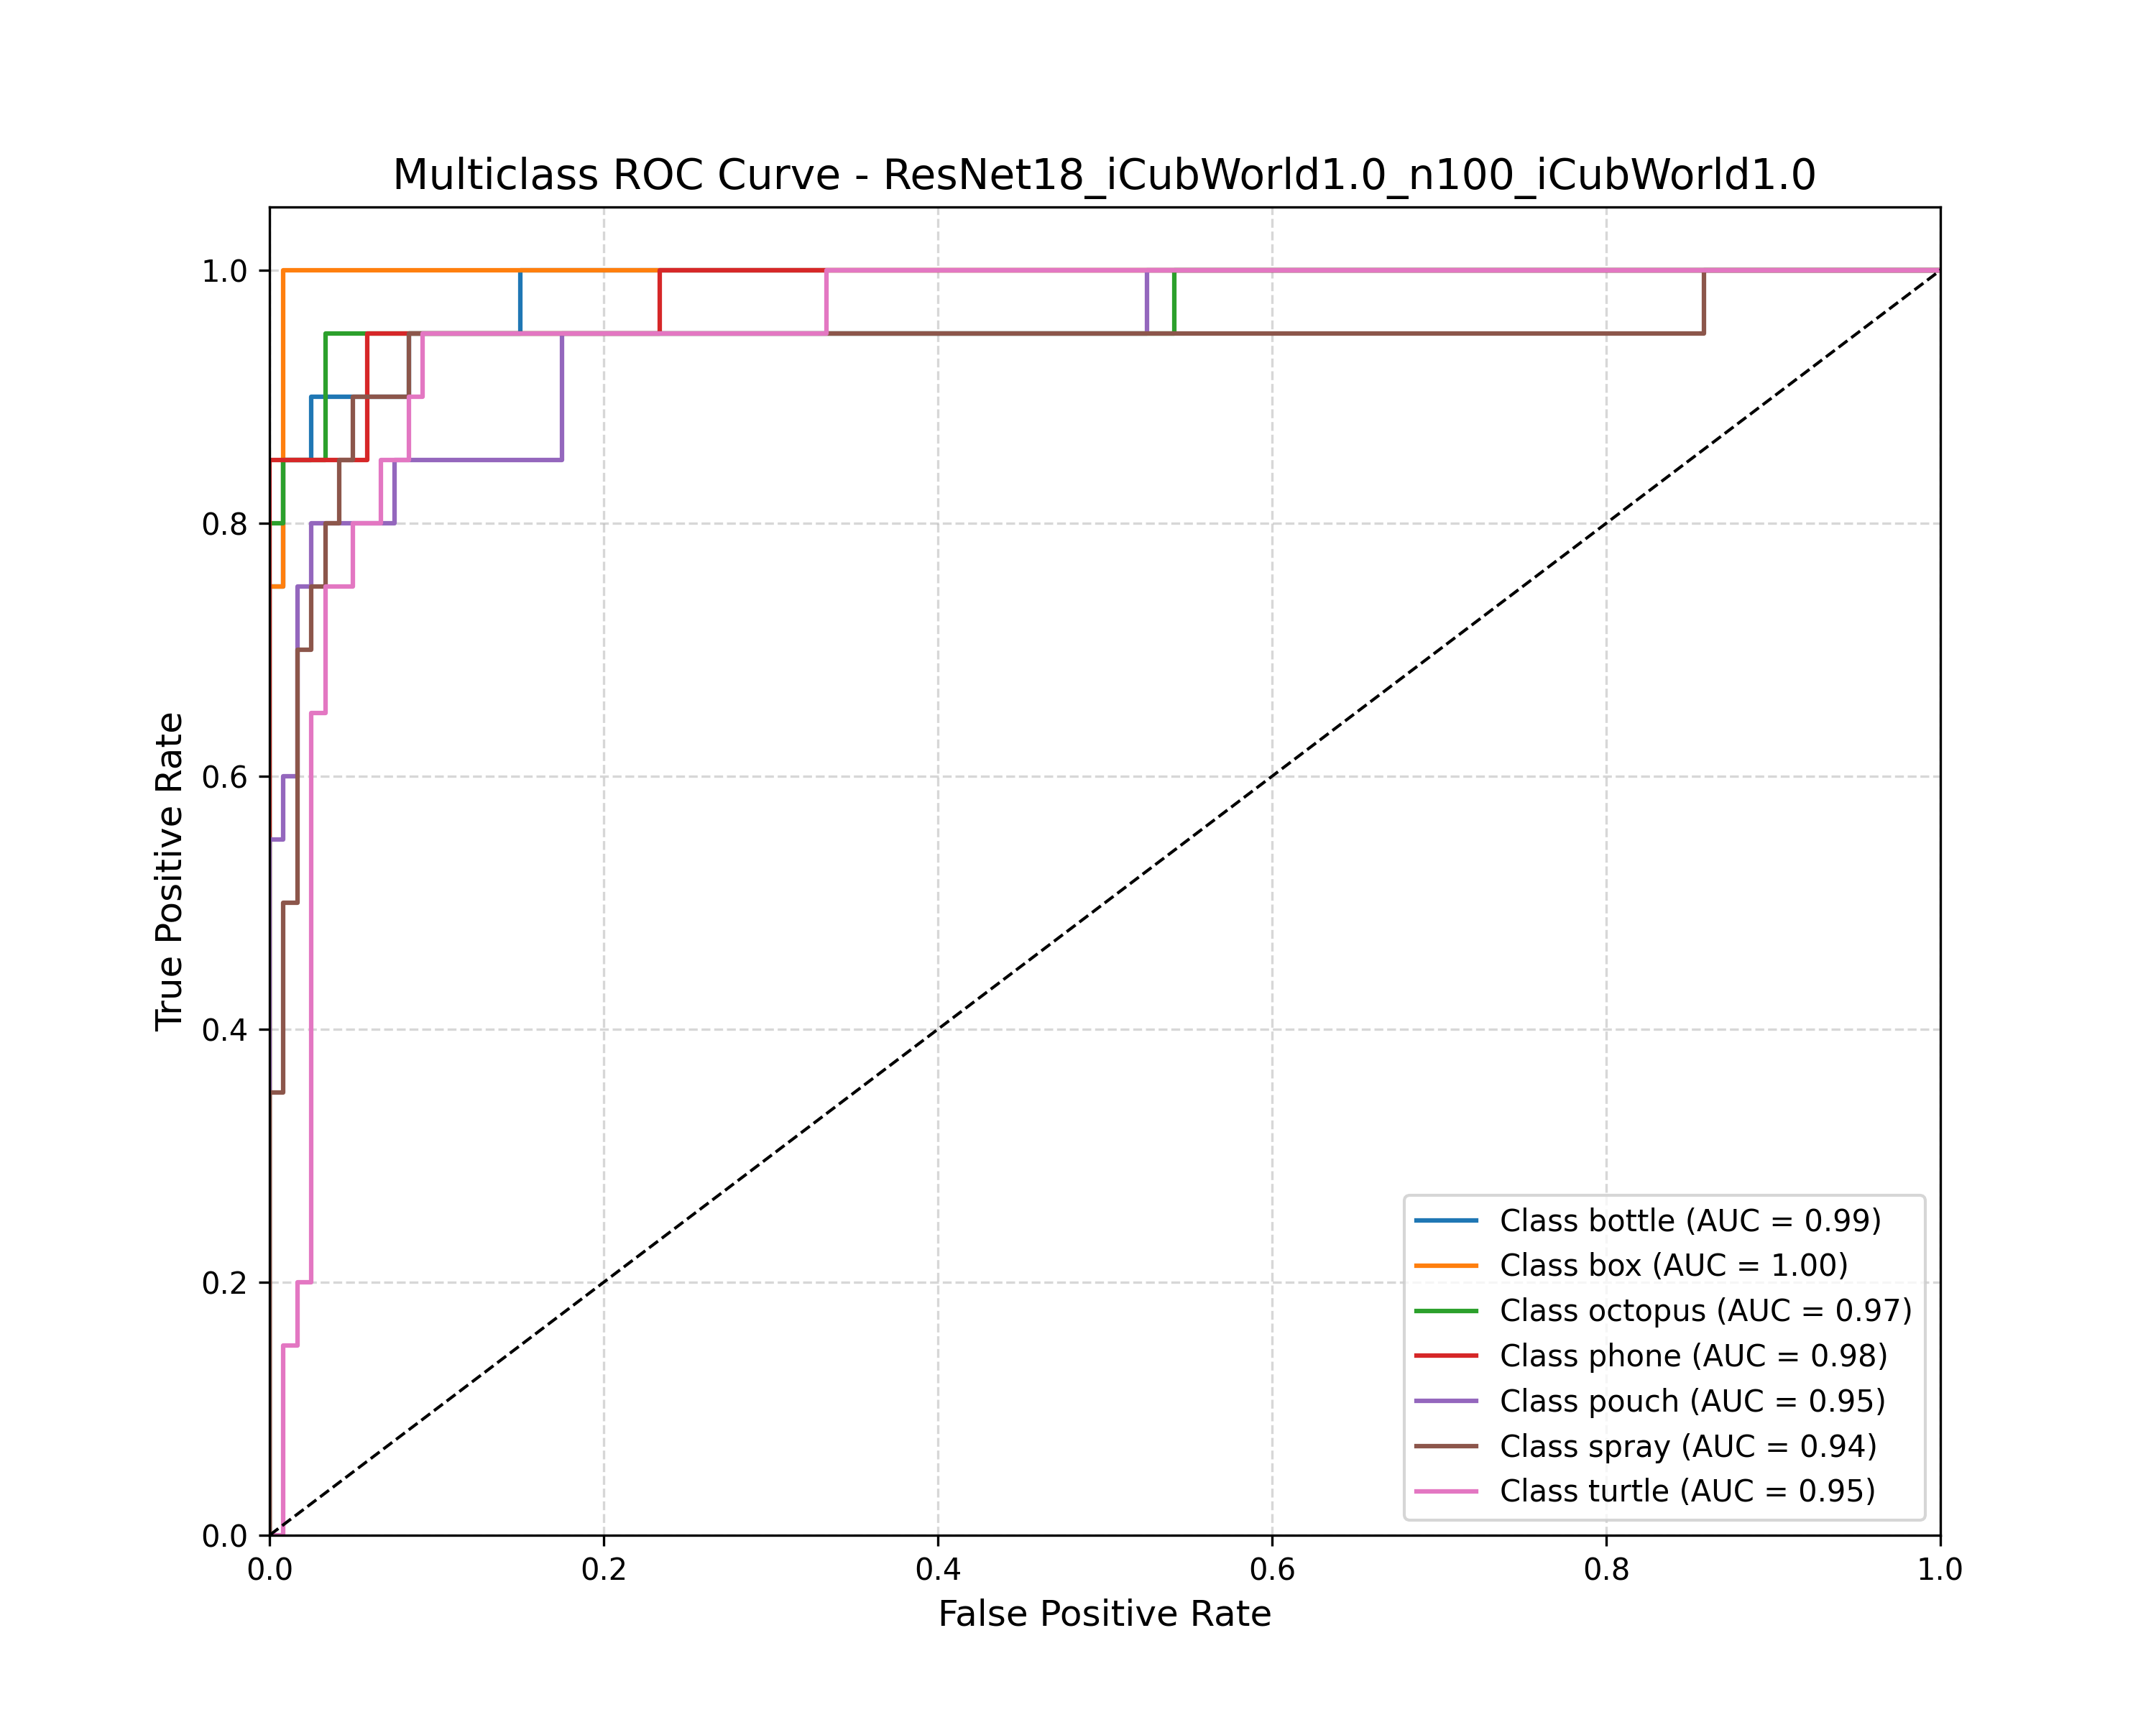 Multiclass ROC Curve - ResNet18_iCubWorld1.0_n100_iCubWorld1.0
True Positive Rate
1.0
0.8
0.6
0.4
0.2
0.0
0.0 0.2 0.4 0.6 0.8 1.0
False Positive Rate
Class bottle (AUC = 0.99)
Class box (AUC = 1.00)
Class octopus (AUC = 0.97)
Class phone (AUC = 0.98)
Class pouch (AUC = 0.95)
Class spray (AUC = 0.94)
Class turtle (AUC = 0.95)